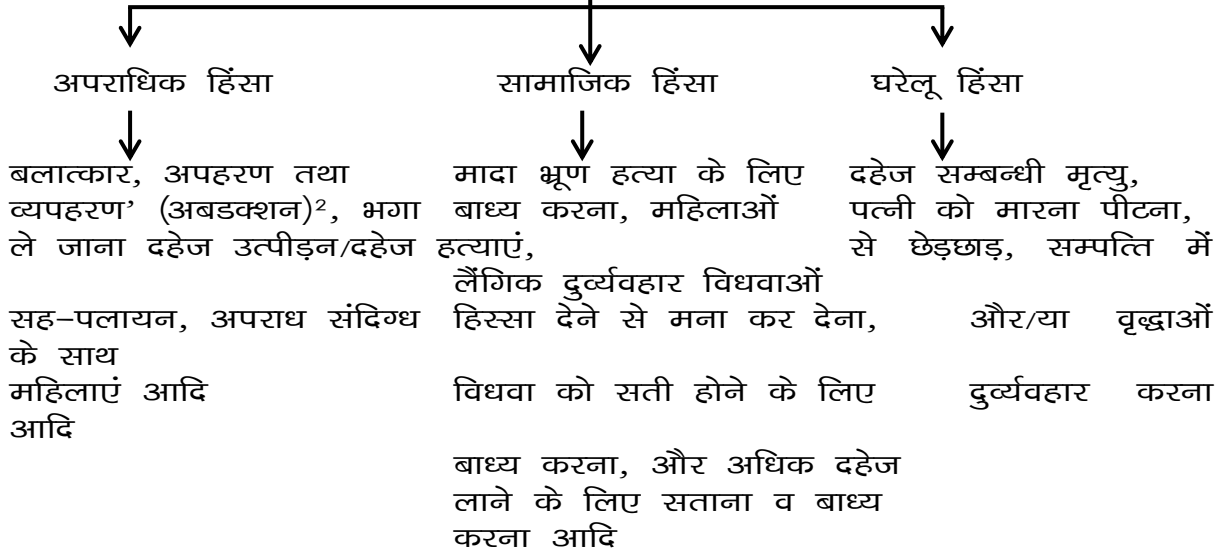 अपराधिक हिंसा सामाजिक हिंसा घरेलू हिंसा
बलात्कार, अपहरण तथा मादा भ्रूण हत्या के लिए दहेज सम्बन्धी मृत्यु,
व्यपहरण’ (अबडक्शन)², भगा बाध्य करना, महिलाओं पत्नी को मारना पीटना,
ले जाना दहेज उत्पीड़न/दहेज हत्याएं, से छेड़छाड़, सम्पत्ति में
लैंगिक दुर्व्यवहार विधवाओं
सह–पलायन, अपराध संदिग्ध हिस्सा देने से मना कर देना, और/या वृद्धाओं
के साथ
महिलाएं आदि विधवा को सती होने के लिए दुर्व्यवहार करना
आदि
बाध्य करना, और अधिक दहेज
लाने के लिए सताना व बाध्य
करना आदि